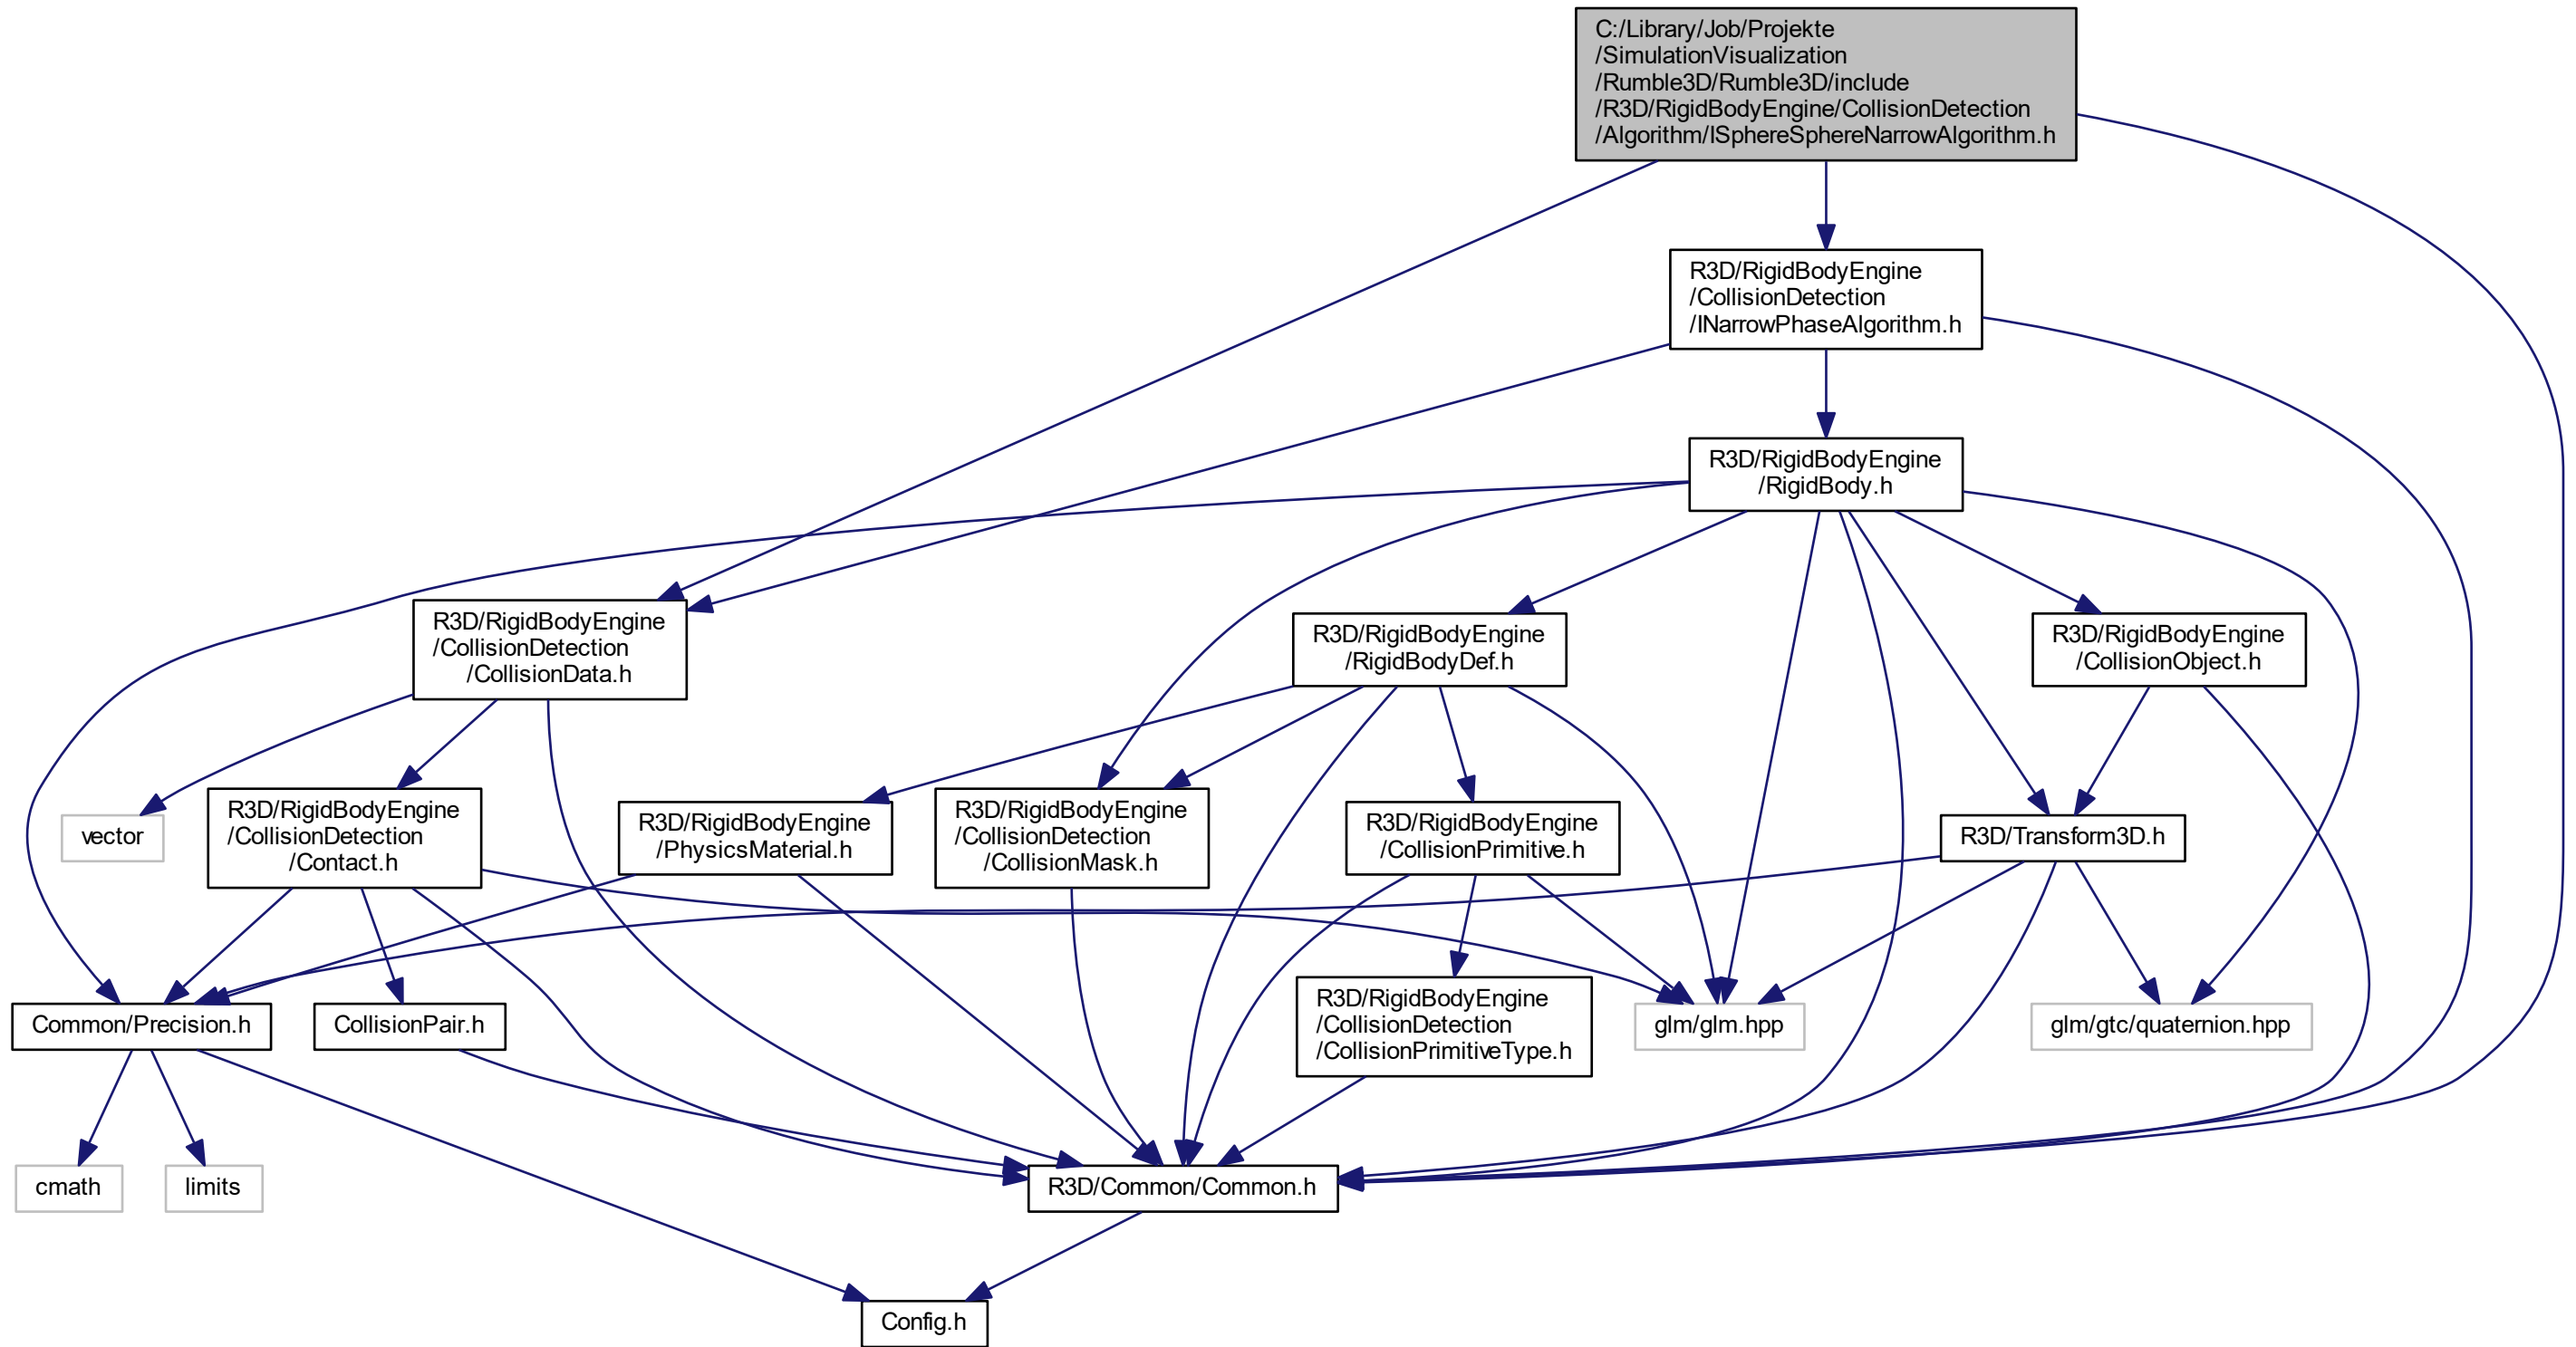 C:/Library/Job/Projekte
/SimulationVisualization
/Rumble3D/Rumble3D/include
/R3D/RigidBodyEngine/CollisionDetection
/Algorithm/ISphereSphereNarrowAlgorithm.h
R3D/RigidBodyEngine
/CollisionDetection
/INarrowPhaseAlgorithm.h
R3D/RigidBodyEngine
/RigidBody.h
R3D/RigidBodyEngine
/CollisionDetection
/CollisionData.h
R3D/RigidBodyEngine
/RigidBodyDef.h
R3D/RigidBodyEngine
/CollisionObject.h
vector
R3D/RigidBodyEngine
/CollisionDetection
/Contact.h
R3D/RigidBodyEngine
/PhysicsMaterial.h
R3D/RigidBodyEngine
/CollisionDetection
/CollisionMask.h
R3D/RigidBodyEngine
/CollisionPrimitive.h
R3D/Transform3D.h
Common/Precision.h
CollisionPair.h
R3D/RigidBodyEngine
/CollisionDetection
/CollisionPrimitiveType.h
glm/glm.hpp
glm/gtc/quaternion.hpp
cmath
limits
R3D/Common/Common.h
Config.h